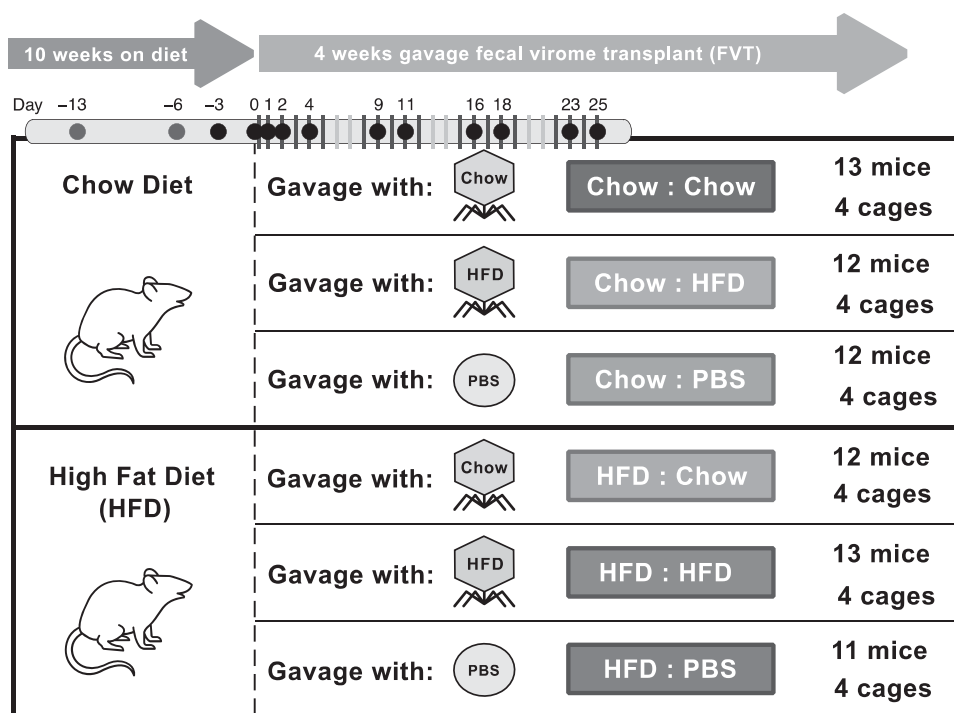 10 weeks on diet
4 weeks gavage fecal virome transplant (FVT)
Day −13 −6 −3 0 1 2 4 9 11 16 18 23 25
Chow Diet
Gavage with:
Chow
Chow : Chow
13 mice
4 cages
Gavage with:
HFD
Chow : HFD
12 mice
4 cages
Gavage with:
PBS
Chow : PBS
12 mice
4 cages
High Fat Diet
(HFD)
Gavage with:
Chow
HFD : Chow
12 mice
4 cages
Gavage with:
HFD
HFD : HFD
13 mice
4 cages
Gavage with:
PBS
HFD : PBS
11 mice
4 cages